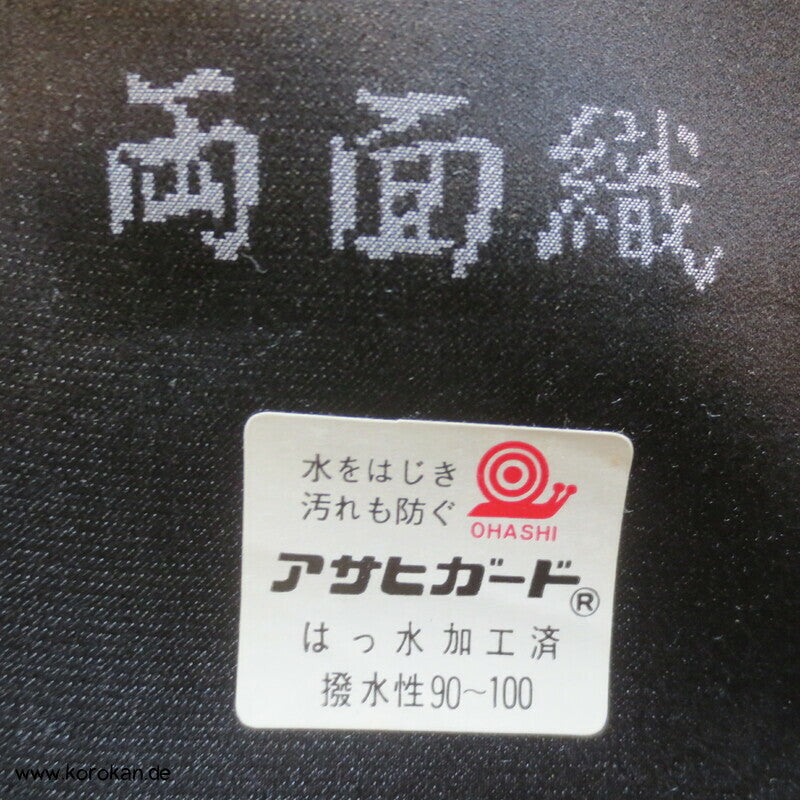 両面織
水をはじき
汚れも防ぐ
OHASHI
アサヒガード®
はっ水加工済
撥水性90〜100
www.korokan.de